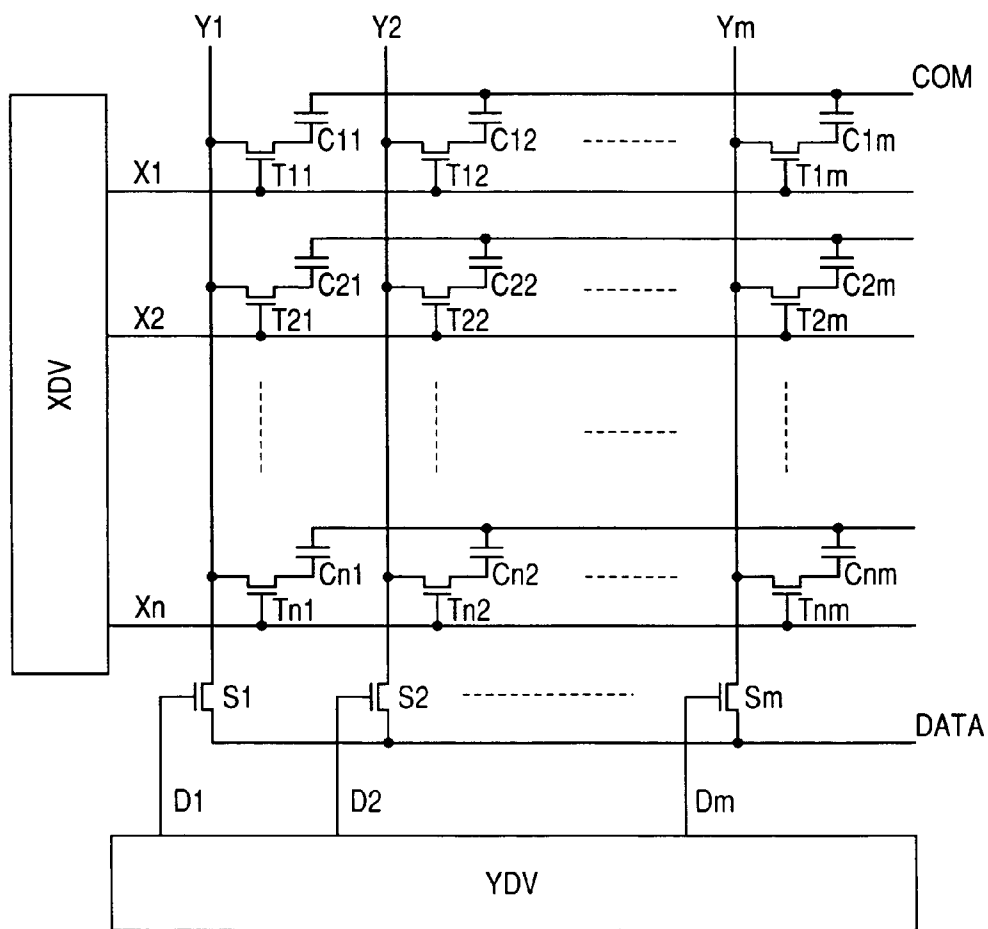 Y1 Y2 Ym
COM
C11 C12 C1m
X1 T11 T12 T1m
C21 C22 C2m
X2 T21 T22 T2m
XDV
Cn1 Cn2 Cnm
Xn Tn1 Tn2 Tnm
S1 S2 Sm
DATA
D1 D2 Dm
YDV